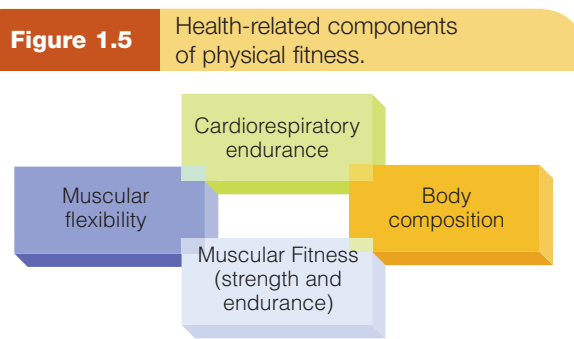 Figure 1.5
Health-related components
of physical fitness.
Cardiorespiratory
endurance
Muscular
flexibility
Body
composition
Muscular Fitness
(strength and
endurance)